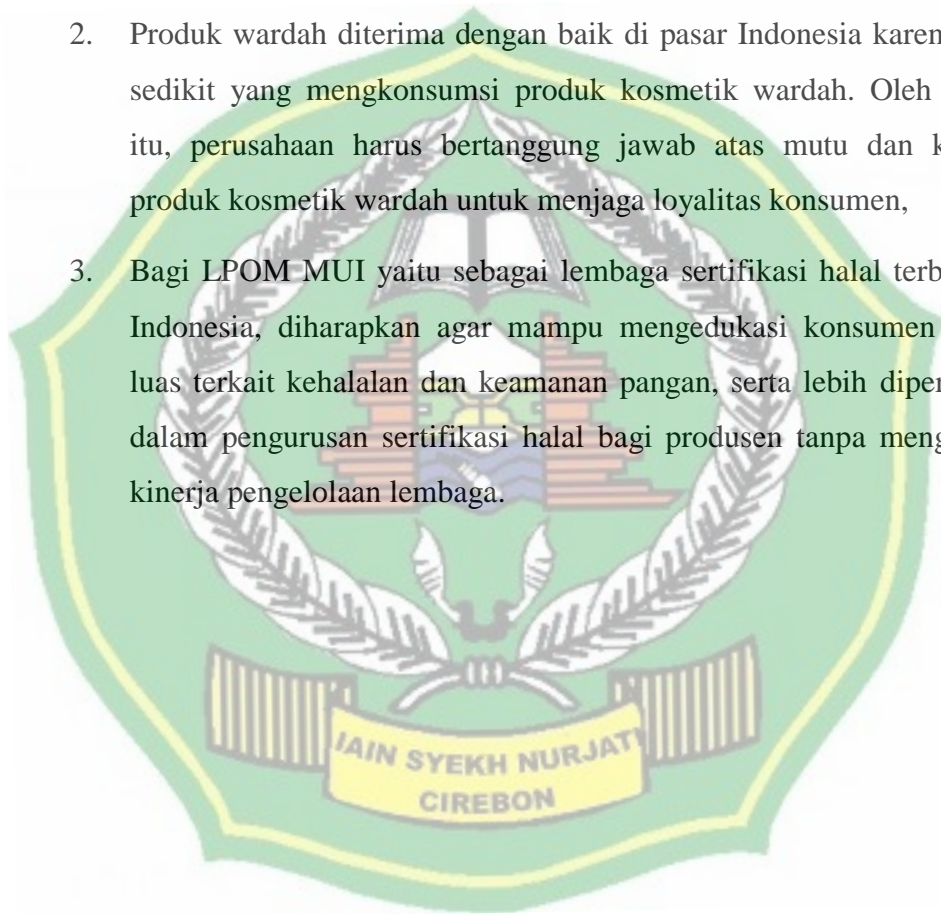 2. Produk wardah diterima dengan baik di pasar Indonesia karen
sedikit yang mengkonsumsi produk kosmetik wardah. Oleh
itu, perusahaan harus bertanggung jawab atas mutu dan k
produk kosmetik wardah untuk menjaga loyalitas konsumen,
3. Bagi LPOM MUI yaitu sebagai lembaga sertifikasi halal terb
Indonesia, diharapkan agar mampu mengedukasi konsumen
luas terkait kehalalan dan keamanan pangan, serta lebih diper
dalam pengurusan sertifikasi halal bagi produsen tanpa meng
kinerja pengelolaan lembaga.
IAIN SYEKH NURJATI
CIREBON